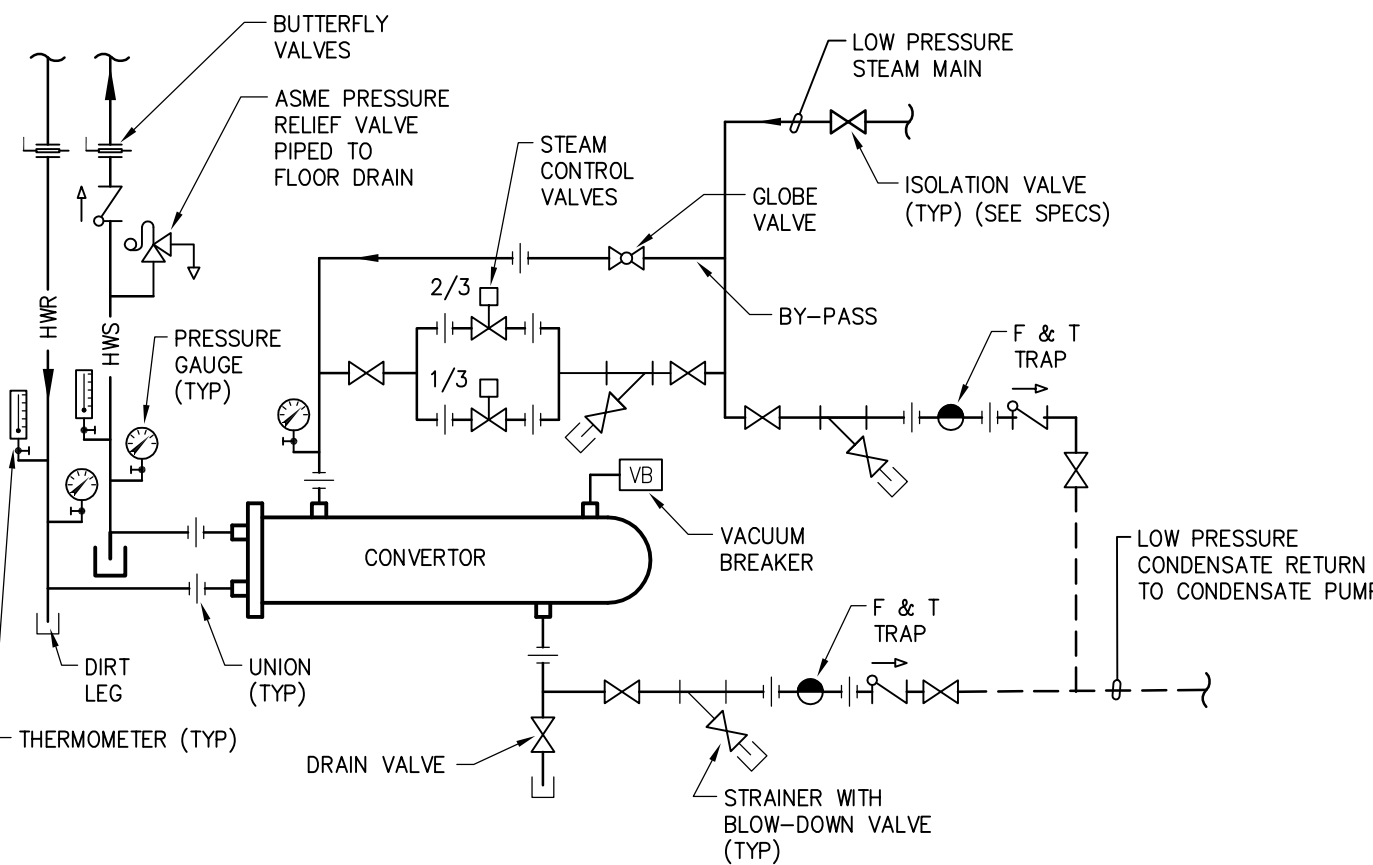 BUTTERFLY
VALVES
LOW PRESSURE
STEAM MAIN
ASME PRESSURE
RELIEF VALVE
PIPED TO
FLOOR DRAIN
STEAM
CONTROL
VALVES
GLOBE
VALVE
ISOLATION VALVE
(TYP) (SEE SPECS)
2/3
BY-PASS
HWR
HWS
PRESSURE
GAUGE
(TYP)
1/3
F & T
TRAP
VB
VACUUM
BREAKER
CONVERTOR
LOW PRESSURE
CONDENSATE RETURN
TO CONDENSATE PUMP
F & T
TRAP
DIRT
LEG
UNION
(TYP)
THERMOMETER (TYP)
DRAIN VALVE
STRAINER WITH
BLOW-DOWN VALVE
(TYP)